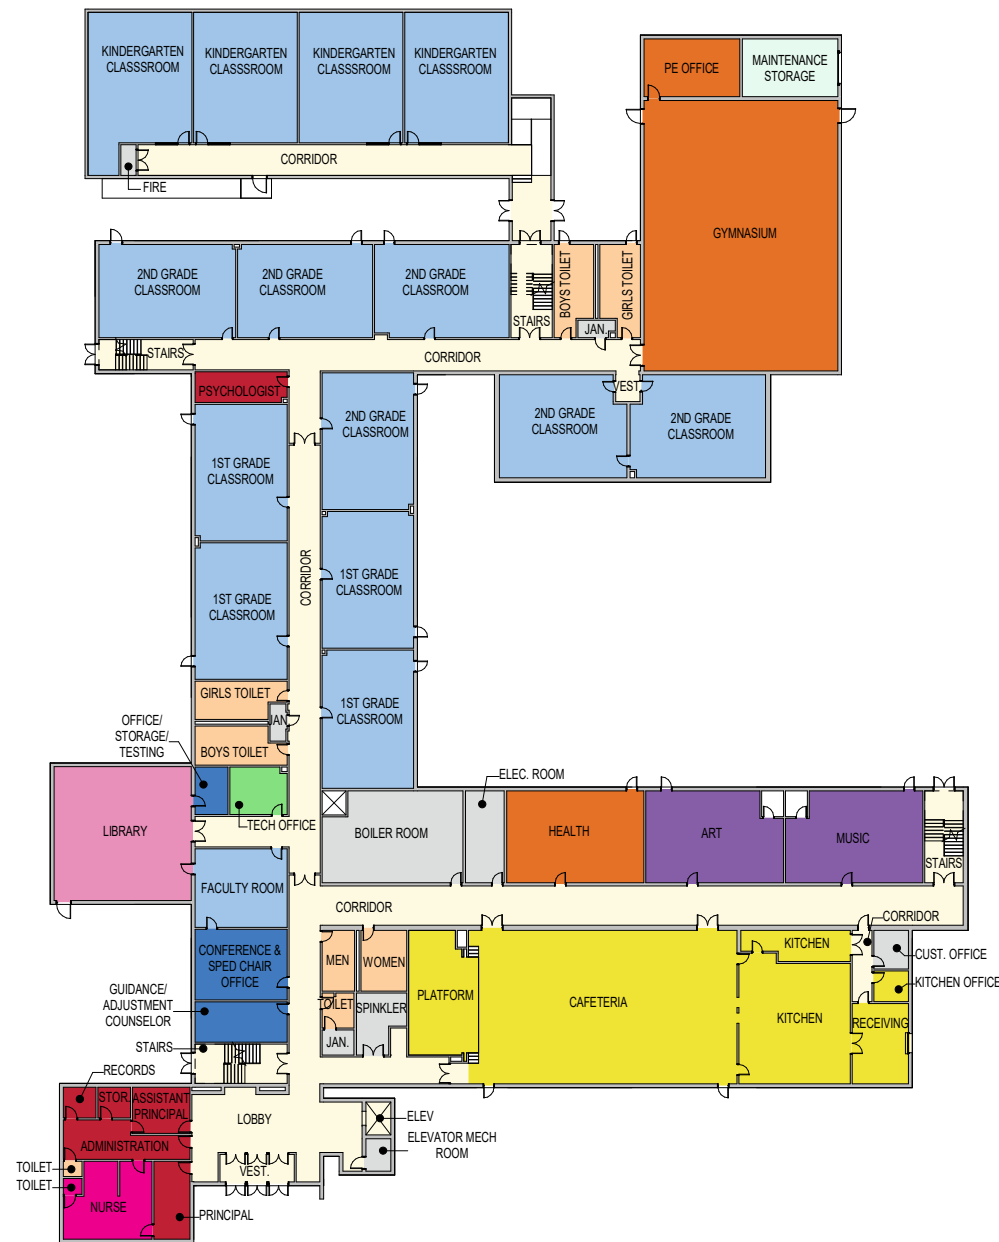 KINDERGARTEN
CLASSSROOM
KINDERGARTEN
CLASSSROOM
KINDERGARTEN
CLASSSROOM
KINDERGARTEN
CLASSSROOM
PE OFFICE
MAINTENANCE
STORAGE
CORRIDOR
FIRE
GYMNASIUM
2ND GRADE
CLASSROOM
2ND GRADE
CLASSROOM
2ND GRADE
CLASSROOM
BOYS TOILET
GIRLS TOILET
STAIRS
JAN.
STAIRS
CORRIDOR
PSYCHOLOGIST
VEST.
2ND GRADE
CLASSROOM
2ND GRADE
CLASSROOM
2ND GRADE
CLASSROOM
1ST GRADE
CLASSROOM
CORRIDOR
1ST GRADE
CLASSROOM
1ST GRADE
CLASSROOM
GIRLS TOILET
1ST GRADE
CLASSROOM
JAN
OFFICE/
STORAGE/
TESTING
BOYS TOILET
ELEC. ROOM
TECH OFFICE
LIBRARY
BOILER ROOM
HEALTH
ART
MUSIC
STAIRS
FACULTY ROOM
CORRIDOR
CORRIDOR
CONFERENCE &
SPED CHAIR
OFFICE
MEN
WOMEN
KITCHEN
CUST. OFFICE
KITCHEN OFFICE
GUIDANCE/
ADJUSTMENT
COUNSELOR
PLATFORM
CAFETERIA
OILET
SPINKLER
KITCHEN
RECEIVING
JAN.
STAIRS
RECORDS
STOR.
ASSISTANT
PRINCIPAL
LOBBY
ELEV
ADMINISTRATION
ELEVATOR MECH
ROOM
TOILET
TOILET
VEST.
NURSE
PRINCIPAL